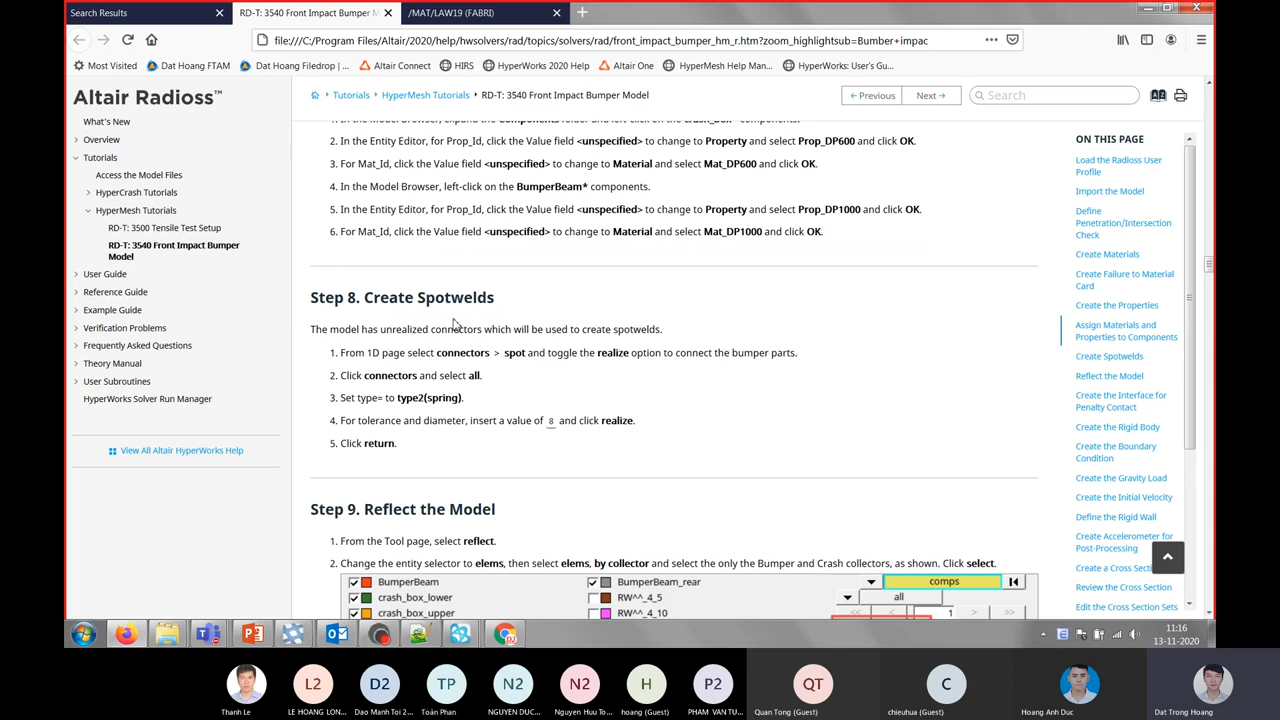 Search Results
RD-T: 3540 Front Impact Bumper M
/MAT/LAW19 (FABRI)
file:///C:/Program Files/Altair/2020/help/hwsolvers/rad/topics/solvers/rad/front_impact_bumper_hm_r.htm?zoom_highlightsub=Bumber+impac
Most Visited
Dat Hoang FTAM
Dat Hoang Filedrop |...
Altair Connect
HIRS
HyperWorks 2020 Help
Altair One
HyperMesh Help Man...
HyperWorks: User's Gu...
Altair Radioss™
What's New
Overview
Tutorials
Access the Model Files
HyperCrash Tutorials
HyperMesh Tutorials
RD-T: 3500 Tensile Test Setup
RD-T: 3540 Front Impact Bumper
Model
User Guide
Reference Guide
Example Guide
Verification Problems
Frequently Asked Questions
Theory Manual
User Subroutines
HyperWorks Solver Run Manager
View All Altair HyperWorks Help
Tutorials
HyperMesh Tutorials
RD-T: 3540 Front Impact Bumper Model
Previous
Next
Search
1. In the Model Browser, expand the Components folder and left-click on the crash_box* components.
2. In the Entity Editor, for Prop_Id, click the Value field <unspecified> to change to Property and select Prop_DP600 and click OK.
3. For Mat_Id, click the Value field <unspecified> to change to Material and select Mat_DP600 and click OK.
4. In the Model Browser, left-click on the BumperBeam* components.
5. In the Entity Editor, for Prop_Id, click the Value field <unspecified> to change to Property and select Prop_DP1000 and click OK.
6. For Mat_Id, click the Value field <unspecified> to change to Material and select Mat_DP1000 and click OK.
Step 8. Create Spotwelds
The model has unrealized connectors which will be used to create spotwelds.
1. From 1D page select connectors > spot and toggle the realize option to connect the bumper parts.
2. Click connectors and select all.
3. Set type= to type2(spring).
4. For tolerance and diameter, insert a value of 8 and click realize.
5. Click return.
Step 9. Reflect the Model
1. From the Tool page, select reflect.
2. Change the entity selector to elems, then select elems, by collector and select the only the Bumper and Crash collectors, as shown. Click select.
BumperBeam
BumperBeam_rear
comps
crash_box_lower
RW^^_4_5
all
crash_box_upper
RW^^_4_10
<<
<
1
>
>>
ON THIS PAGE
Load the Radioss User
Profile
Import the Model
Define
Penetration/Intersection
Check
Create Materials
Create Failure to Material
Card
Create the Properties
Assign Materials and
Properties to Components
Create Spotwelds
Reflect the Model
Create the Interface for
Penalty Contact
Create the Rigid Body
Create the Boundary
Condition
Create the Gravity Load
Create the Initial Velocity
Define the Rigid Wall
Create Accelerometer for
Post-Processing
Create a Cross Secti
Review the Cross Section
Edit the Cross Section Sets
11:16
13-11-2020
L2
D2
TP
N2
N2
H
P2
QT
C
Thanh Le
LE HOANG LON...
Dao Manh Toi 2...
Toản Phan
NGUYEN DUC...
Nguyen Huu To...
hoang (Guest)
PHAM VAN TU...
Quan Tong (Guest)
chieuhua (Guest)
Hoang Anh Duc
Dat Trong Hoang